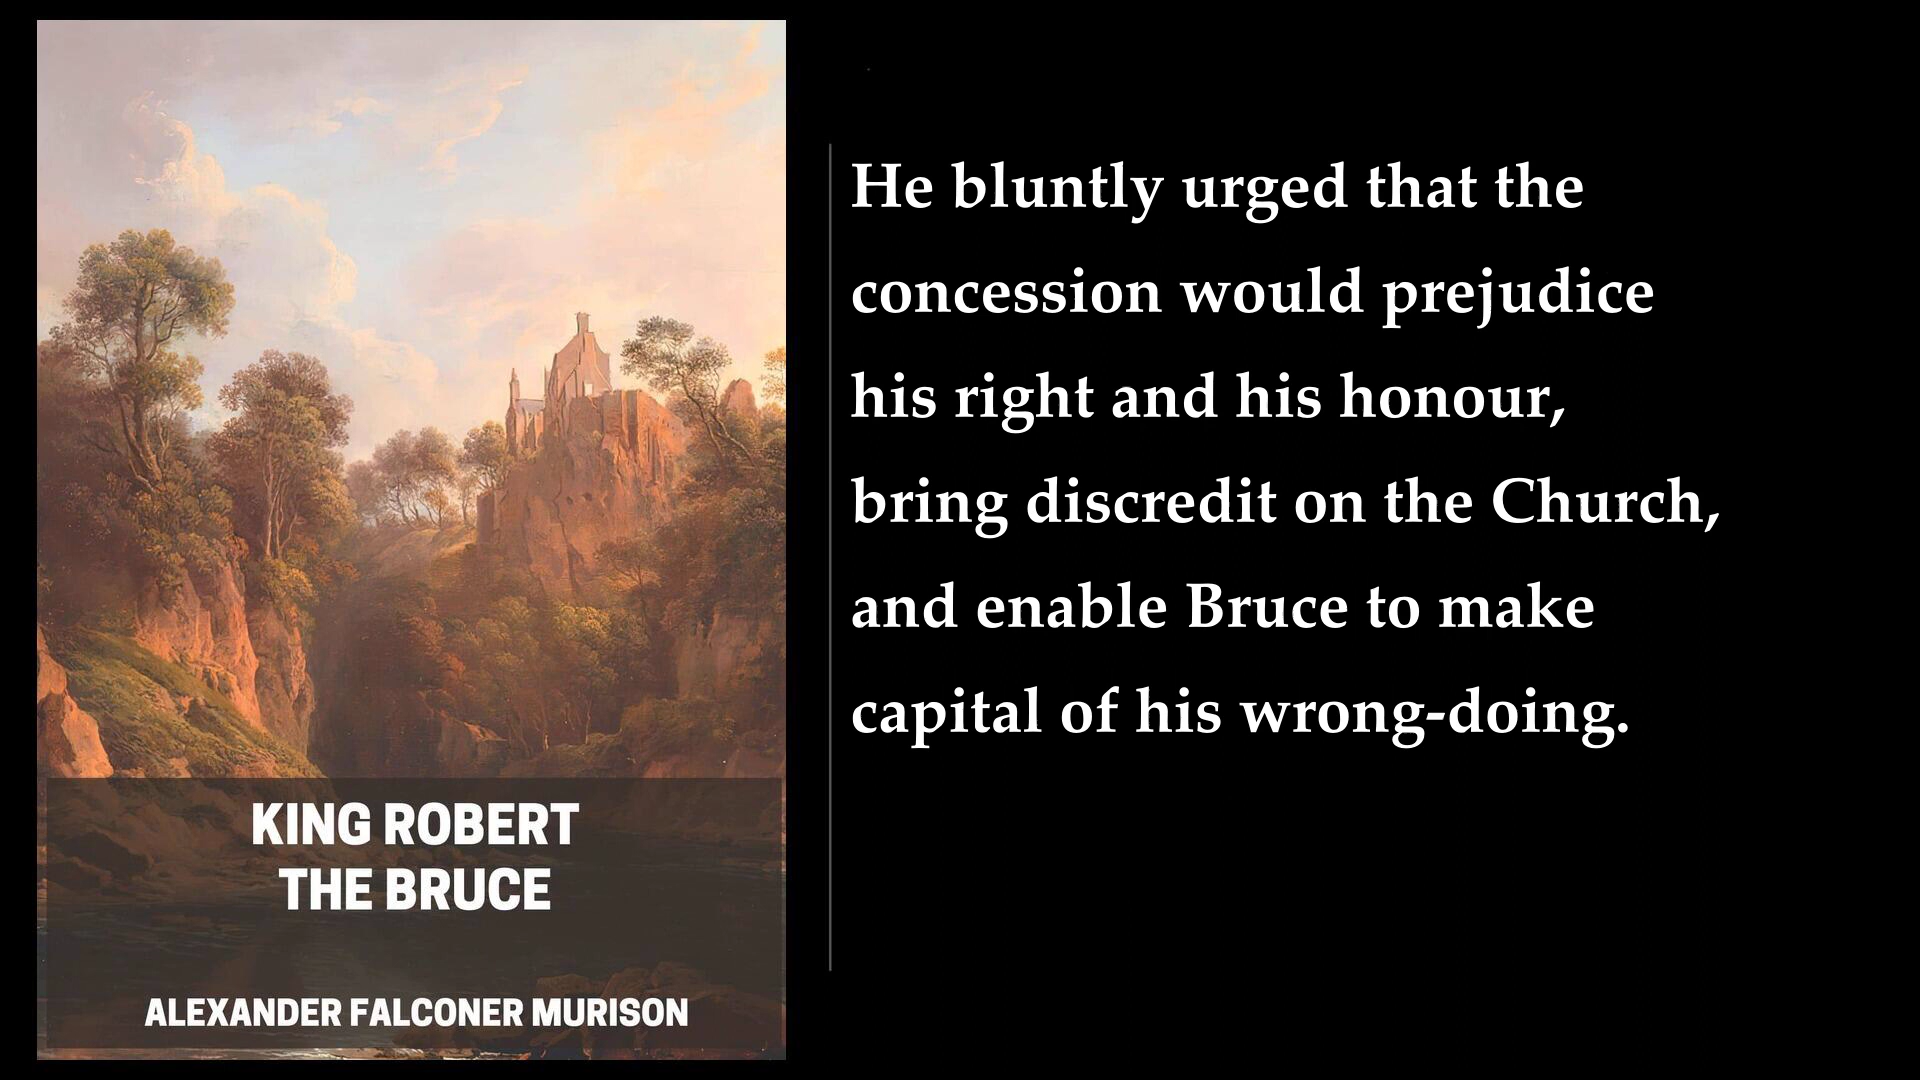 He bluntly urged that the
concession would prejudice
his right and his honour,
bring discredit on the Church,
and enable Bruce to make
capital of his wrong-doing.
KING ROBERT
THE BRUCE
ALEXANDER FALCONER MURISON